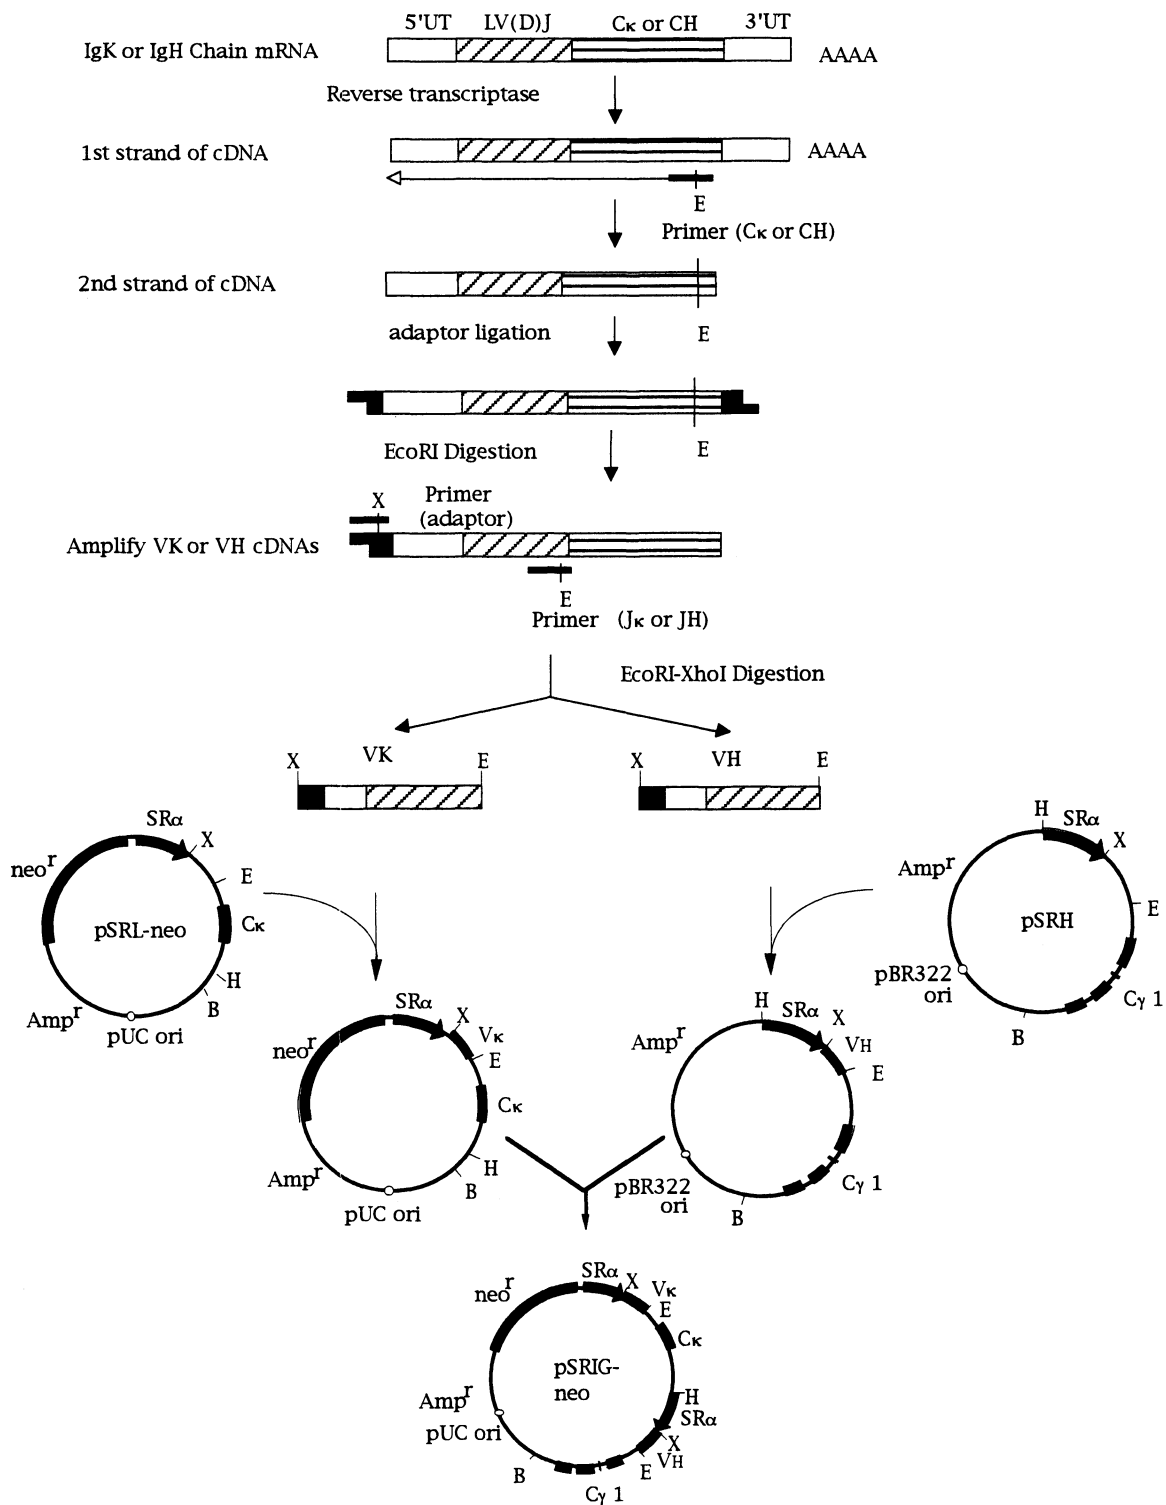 5'UT LV(D)J Cκ or CH 3'UT
IgK or IgH Chain mRNA AAAA
Reverse transcriptase
1st strand of cDNA AAAA
E
Primer (Cκ or CH)
2nd strand of cDNA
adaptor ligation E
EcoRI Digestion E
X Primer
(adaptor)
Amplify VK or VH cDNAs
E
Primer (Jκ or JH)
EcoRI-XhoI Digestion
X VK E
X VH E
SRα X
neoʳ E
pSRL-neo Cκ
H
B
Ampʳ
pUC ori
H SRα X
Ampʳ
E
pSRH
pBR322
ori
Cγ 1
B
SRα X
Vκ
neoʳ E
Cκ
H
Ampʳ B
pUC ori
H SRα X
Ampʳ VH
E
pBR322
ori
Cγ 1
B
SRα X
neoʳ Vκ
E
Cκ
pSRIG-
neo
Ampʳ H
SRα
pUC ori
X
VH
B E
Cγ 1